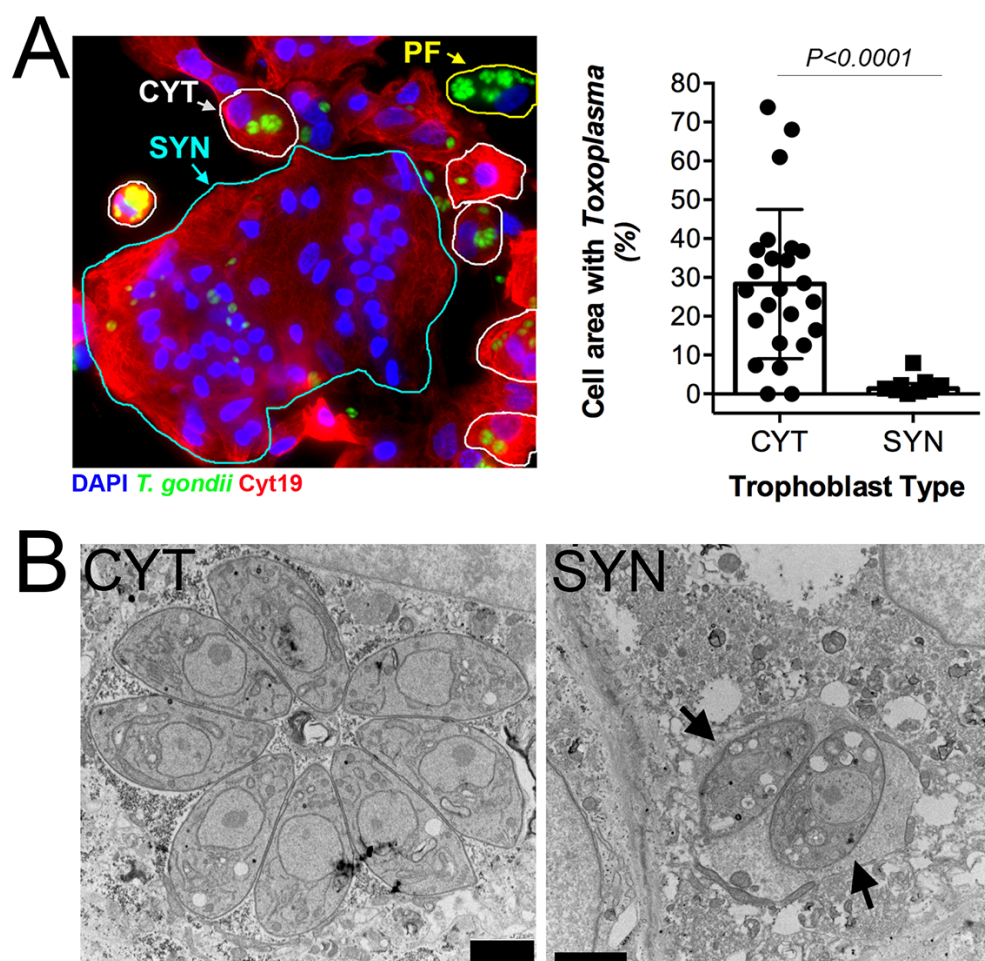 A
PF
CYT
SYN
DAPI T. gondii Cyt19
P<0.0001
Cell area with Toxoplasma
(%)
80
70
60
50
40
30
20
10
0
CYT
SYN
Trophoblast Type
B
CYT
SYN